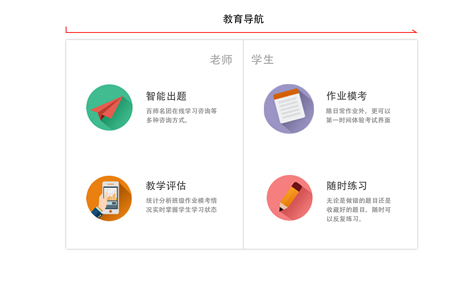 教育导航
老师
学生
智能出题
百师名团在线学习咨询等
多种咨询方式。
作业模考
除日常作业外，更可以
第一时间体验考试界面
教学评估
统计分析班级作业模考情
况实时掌握学生学习状态
随时练习
无论是做错的题目还是
收藏好的题目，随时可
以反复练习。